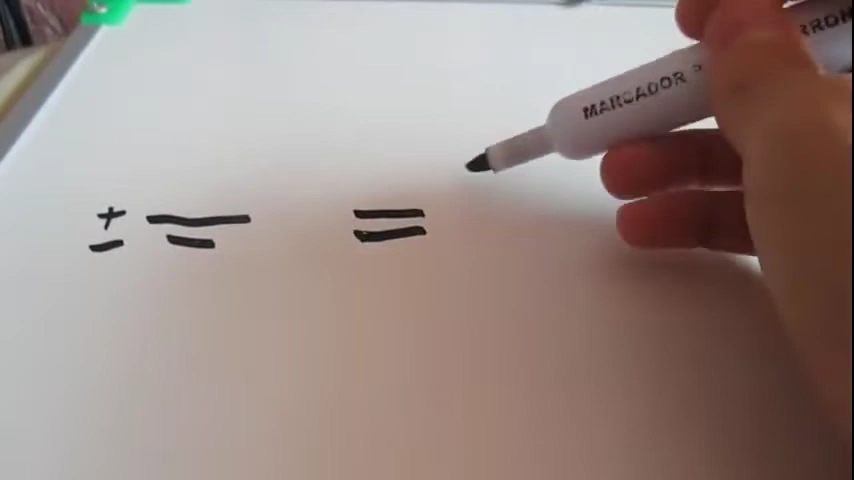 MARCADOR P
± — = =